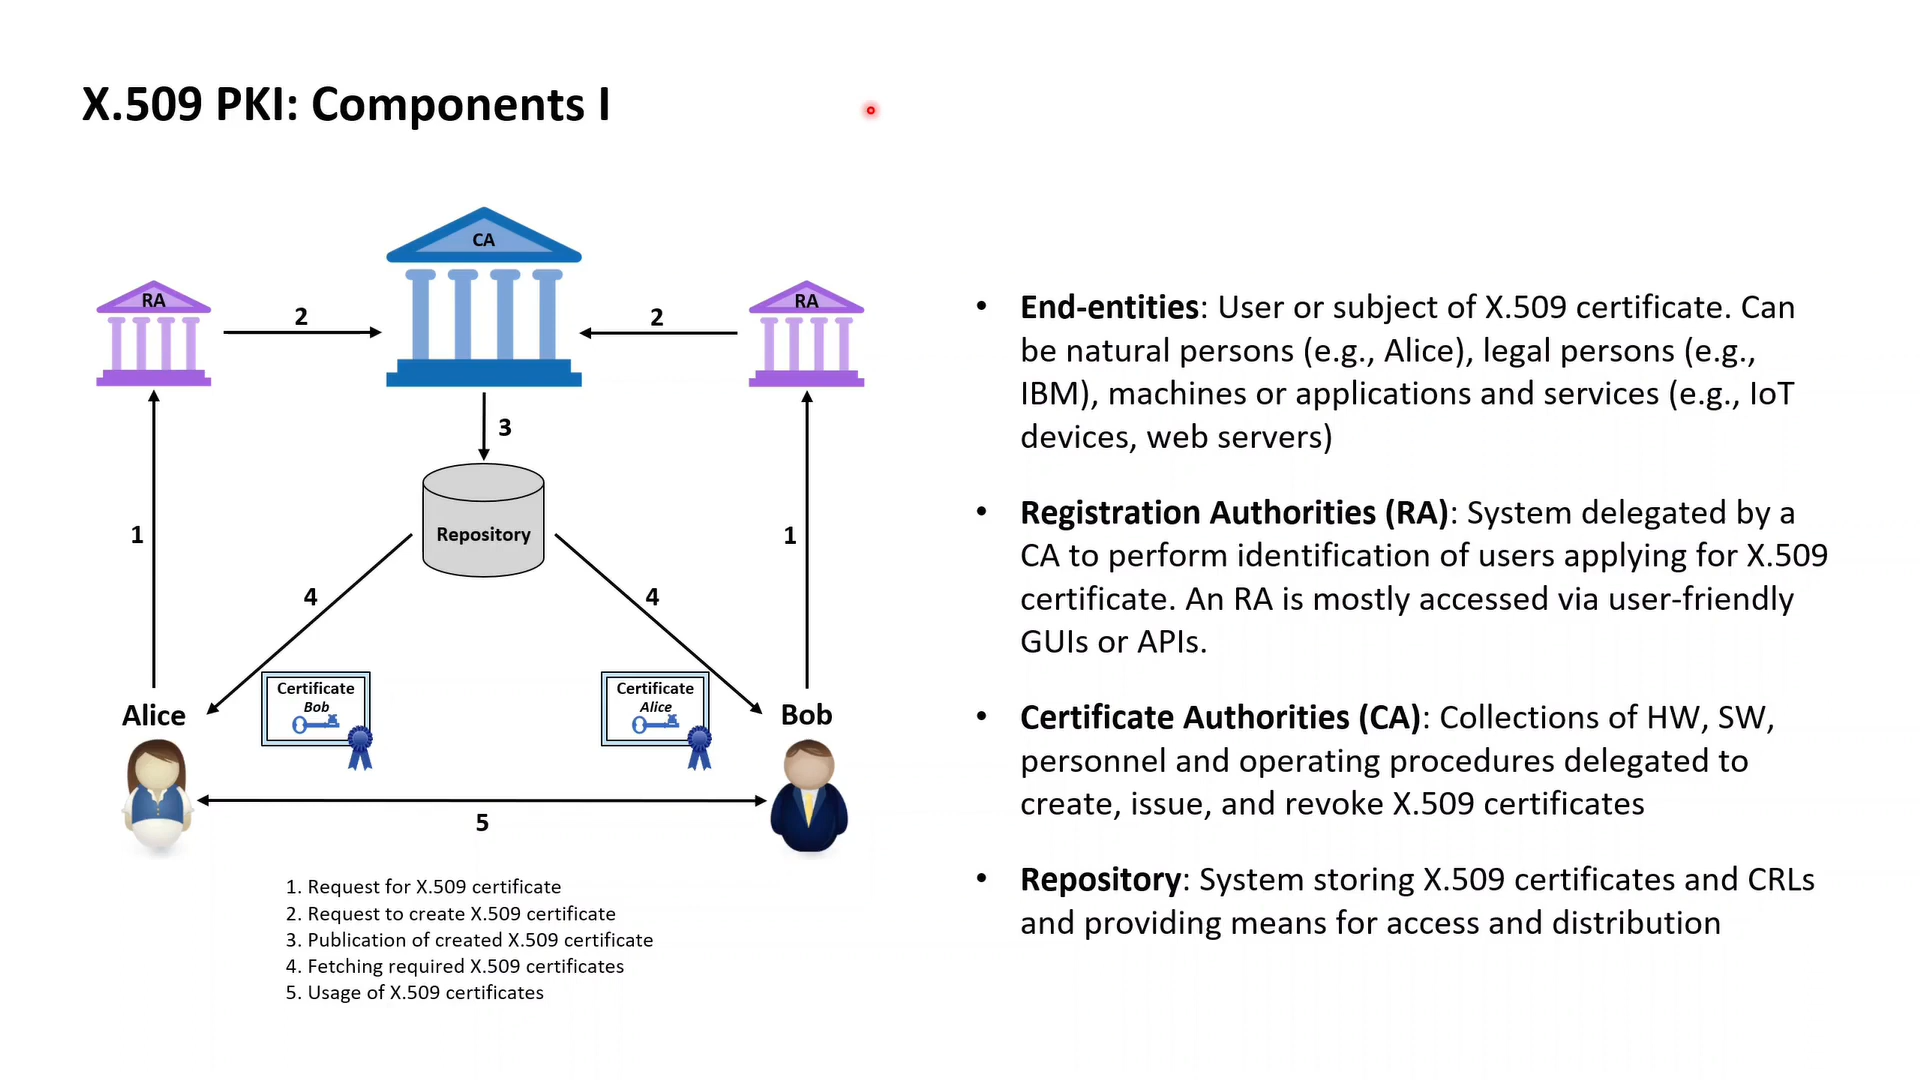 X.509 PKI: Components I
CA
RA
RA
2
2
3
Repository
1
1
4
4
Certificate
Bob
Certificate
Alice
Alice
Bob
5
1. Request for X.509 certificate
2. Request to create X.509 certificate
3. Publication of created X.509 certificate
4. Fetching required X.509 certificates
5. Usage of X.509 certificates
• End-entities: User or subject of X.509 certificate. Can
be natural persons (e.g., Alice), legal persons (e.g.,
IBM), machines or applications and services (e.g., IoT
devices, web servers)
• Registration Authorities (RA): System delegated by a
CA to perform identification of users applying for X.509
certificate. An RA is mostly accessed via user-friendly
GUIs or APIs.
• Certificate Authorities (CA): Collections of HW, SW,
personnel and operating procedures delegated to
create, issue, and revoke X.509 certificates
• Repository: System storing X.509 certificates and CRLs
and providing means for access and distribution